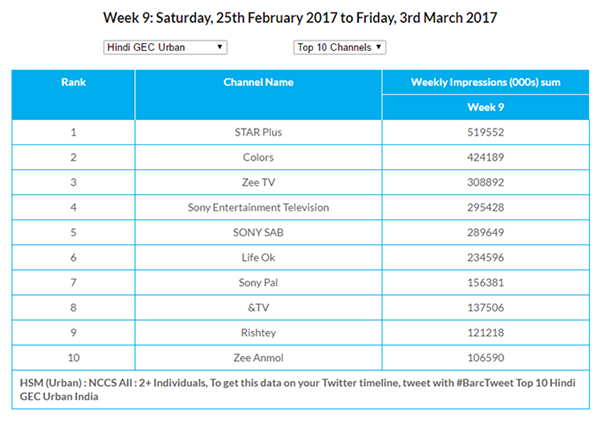 Week 9: Saturday, 25th February 2017 to Friday, 3rd March 2017
Hindi GEC Urban Top 10 Channels
Rank Channel Name Weekly Impressions (000s) sum
Week 9
1 STAR Plus 519552
2 Colors 424189
3 Zee TV 308892
4 Sony Entertainment Television 295428
5 SONY SAB 289649
6 Life Ok 234596
7 Sony Pal 156381
8 &TV 137506
9 Rishtey 121218
10 Zee Anmol 106590
HSM (Urban) : NCCS All : 2+ Individuals, To get this data on your Twitter timeline, tweet with #BarcTweet Top 10 Hindi
GEC Urban India